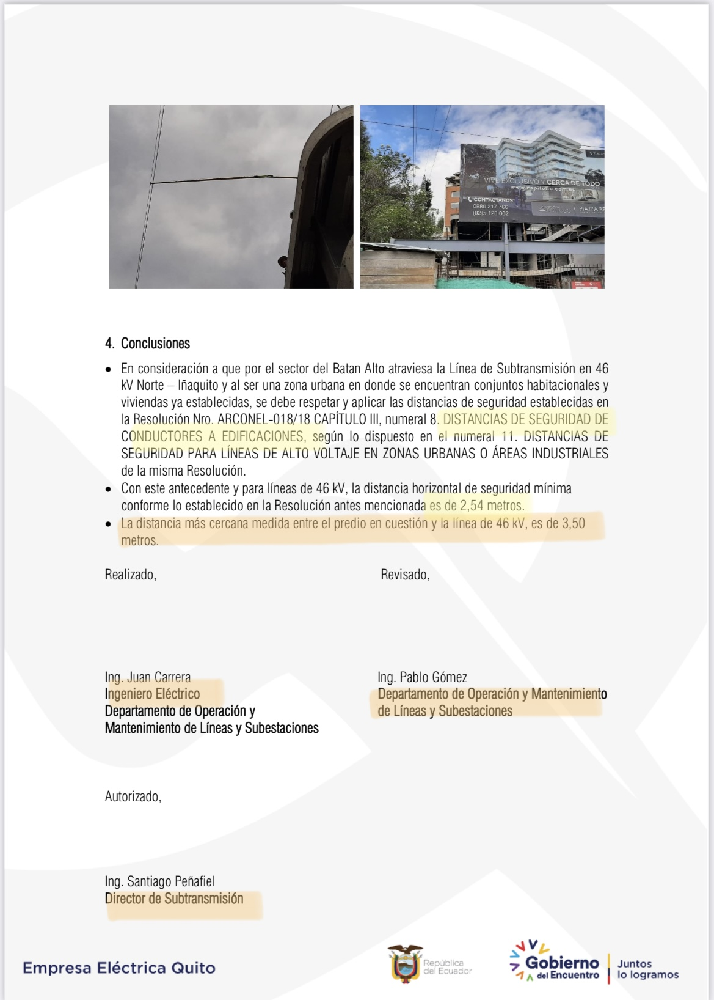 VIVE EXCLUSIVO Y CERCA DE TODO
www.capitolio.com.ec
CONTÁCTANOS
0980 217 766
(02)5 128 002
4. Conclusiones
• En consideración a que por el sector del Batan Alto atraviesa la Línea de Subtransmisión en 46
kV Norte – Iñaquito y al ser una zona urbana en donde se encuentran conjuntos habitacionales y
viviendas ya establecidas, se debe respetar y aplicar las distancias de seguridad establecidas en
la Resolución Nro. ARCONEL-018/18 CAPÍTULO III, numeral 8. DISTANCIAS DE SEGURIDAD DE
CONDUCTORES A EDIFICACIONES, según lo dispuesto en el numeral 11. DISTANCIAS DE
SEGURIDAD PARA LÍNEAS DE ALTO VOLTAJE EN ZONAS URBANAS O ÁREAS INDUSTRIALES
de la misma Resolución.
• Con este antecedente y para líneas de 46 kV, la distancia horizontal de seguridad mínima
conforme lo establecido en la Resolución antes mencionada es de 2,54 metros.
• La distancia más cercana medida entre el predio en cuestión y la línea de 46 kV, es de 3,50
metros.
Realizado, Revisado,
Ing. Juan Carrera Ing. Pablo Gómez
Ingeniero Eléctrico Departamento de Operación y Mantenimiento
Departamento de Operación y de Líneas y Subestaciones
Mantenimiento de Líneas y Subestaciones
Autorizado,
Ing. Santiago Peñafiel
Director de Subtransmisión
Empresa Eléctrica Quito
República
del Ecuador
Gobierno
del Encuentro
Juntos
lo logramos